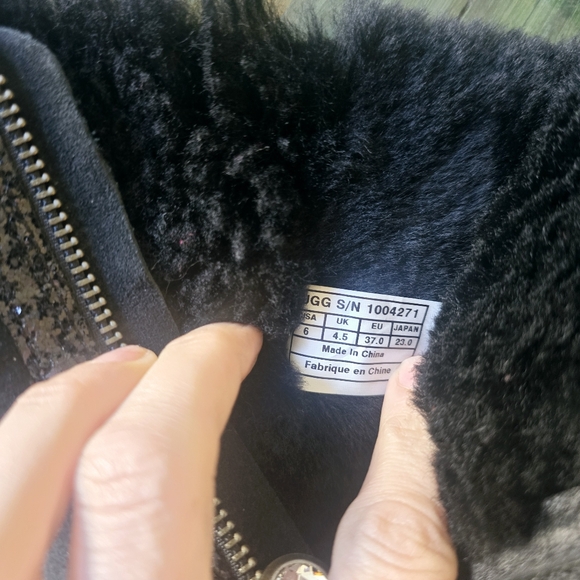 UGG S/N 1004271
USA UK EU JAPAN
6 4.5 37.0 23.0
Made In China
Fabrique en Chine